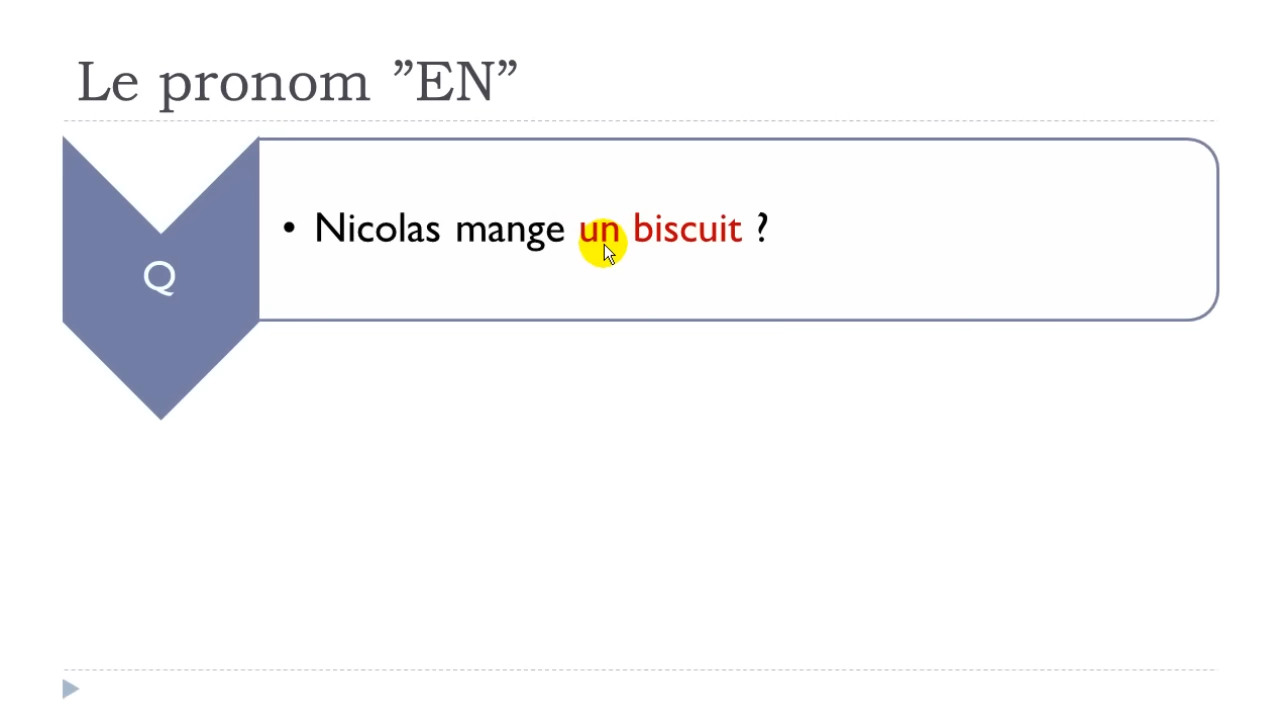 Le pronom ”EN”
• Nicolas mange un biscuit ?
Q